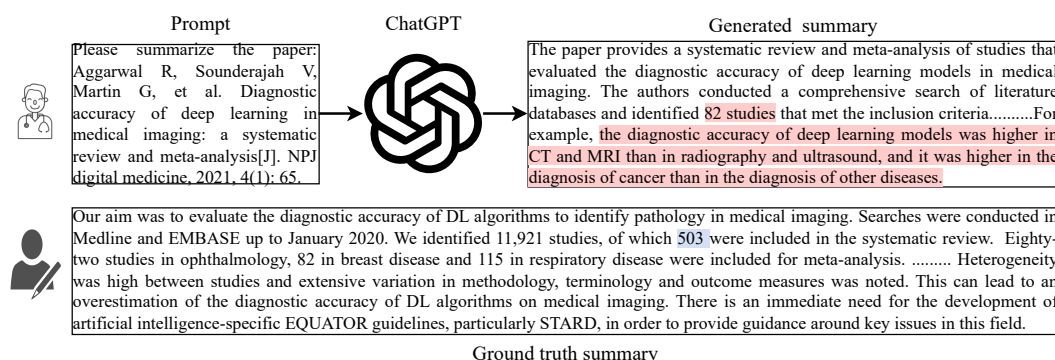 Prompt
ChatGPT
Generated summary
Please summarize the paper:
Aggarwal R, Sounderajah V,
Martin G, et al. Diagnostic
accuracy of deep learning in
medical imaging: a systematic
review and meta-analysis[J]. NPJ
digital medicine, 2021, 4(1): 65.
The paper provides a systematic review and meta-analysis of studies that
evaluated the diagnostic accuracy of deep learning models in medical
imaging. The authors conducted a comprehensive search of literature
databases and identified 82 studies that met the inclusion criteria..........For
example, the diagnostic accuracy of deep learning models was higher in
CT and MRI than in radiography and ultrasound, and it was higher in the
diagnosis of cancer than in the diagnosis of other diseases.
Our aim was to evaluate the diagnostic accuracy of DL algorithms to identify pathology in medical imaging. Searches were conducted in
Medline and EMBASE up to January 2020. We identified 11,921 studies, of which 503 were included in the systematic review. Eighty-
two studies in ophthalmology, 82 in breast disease and 115 in respiratory disease were included for meta-analysis. ......... Heterogeneity
was high between studies and extensive variation in methodology, terminology and outcome measures was noted. This can lead to an
overestimation of the diagnostic accuracy of DL algorithms on medical imaging. There is an immediate need for the development of
artificial intelligence-specific EQUATOR guidelines, particularly STARD, in order to provide guidance around key issues in this field.
Ground truth summary